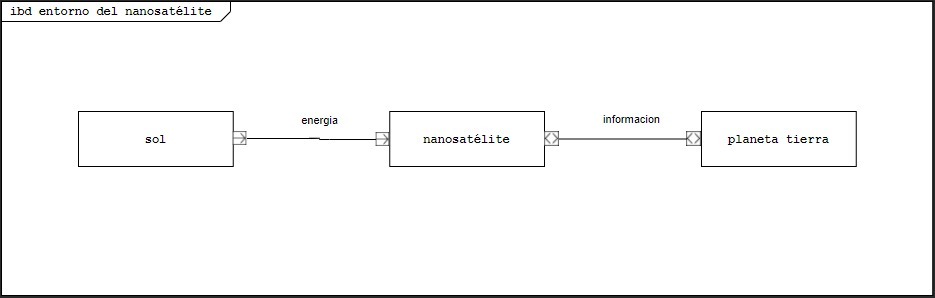 ibd entorno del nanosatélite
energia
informacion
sol
nanosatélite
planeta tierra